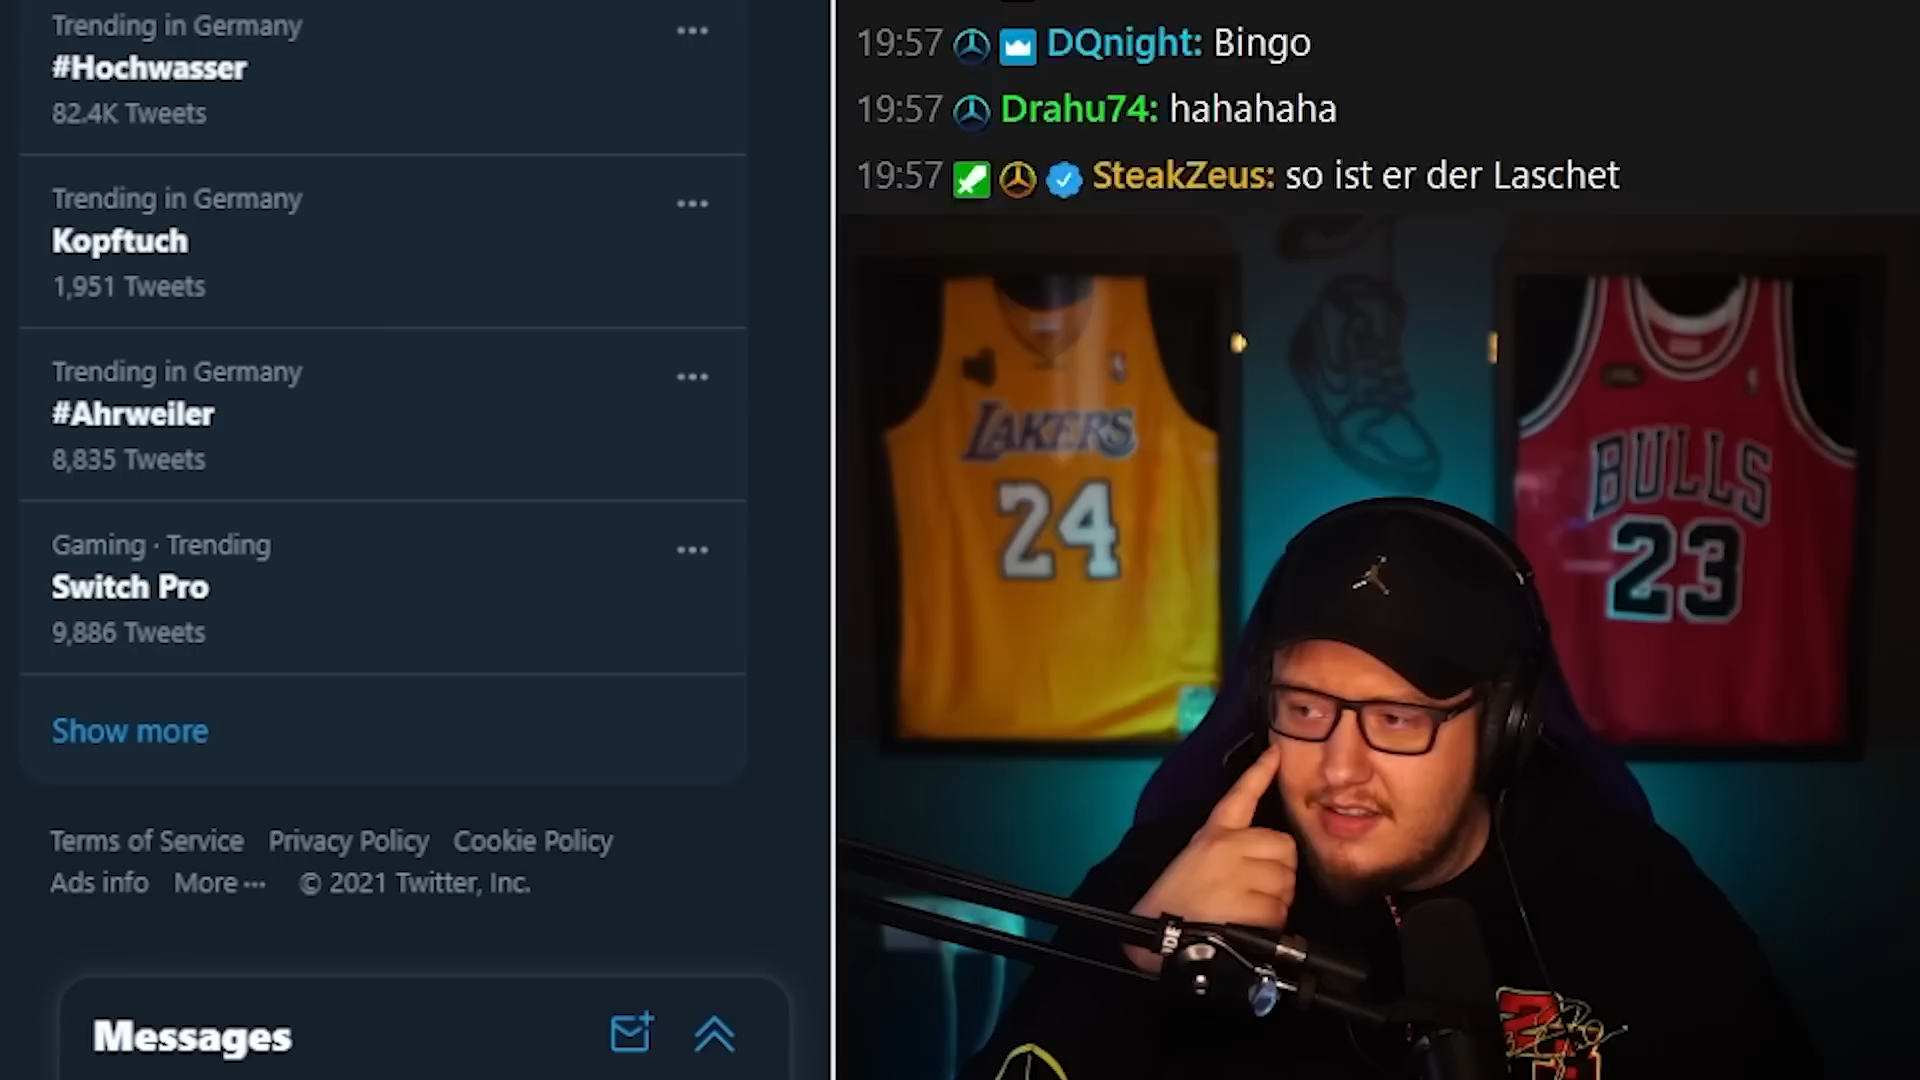 Trending in Germany
#Hochwasser
82.4K Tweets
Trending in Germany
Kopftuch
1,951 Tweets
Trending in Germany
#Ahrweiler
8,835 Tweets
Gaming · Trending
Switch Pro
9,886 Tweets
Show more
Terms of Service Privacy Policy Cookie Policy
Ads info More ··· © 2021 Twitter, Inc.
Messages
19:57 DQnight: Bingo
19:57 Drahu74: hahahaha
19:57 SteakZeus: so ist er der Laschet
LAKERS
24
BULLS
23